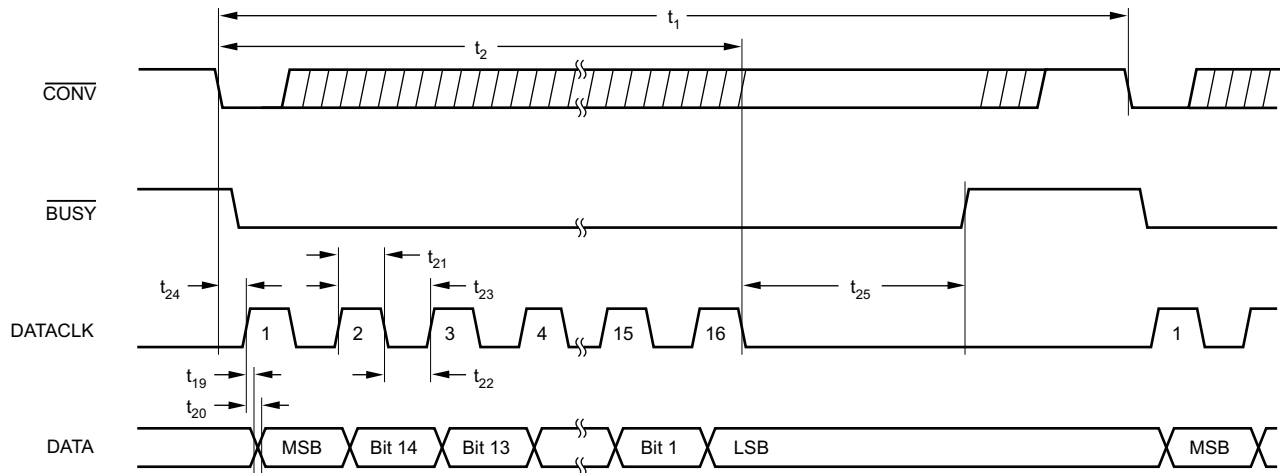 t1
t2
CONV
BUSY
t21
t24
t23
t25
DATACLK
1 2 3 4 15 16 1
t19
t22
t20
DATA
MSB Bit 14 Bit 13 Bit 1 LSB MSB